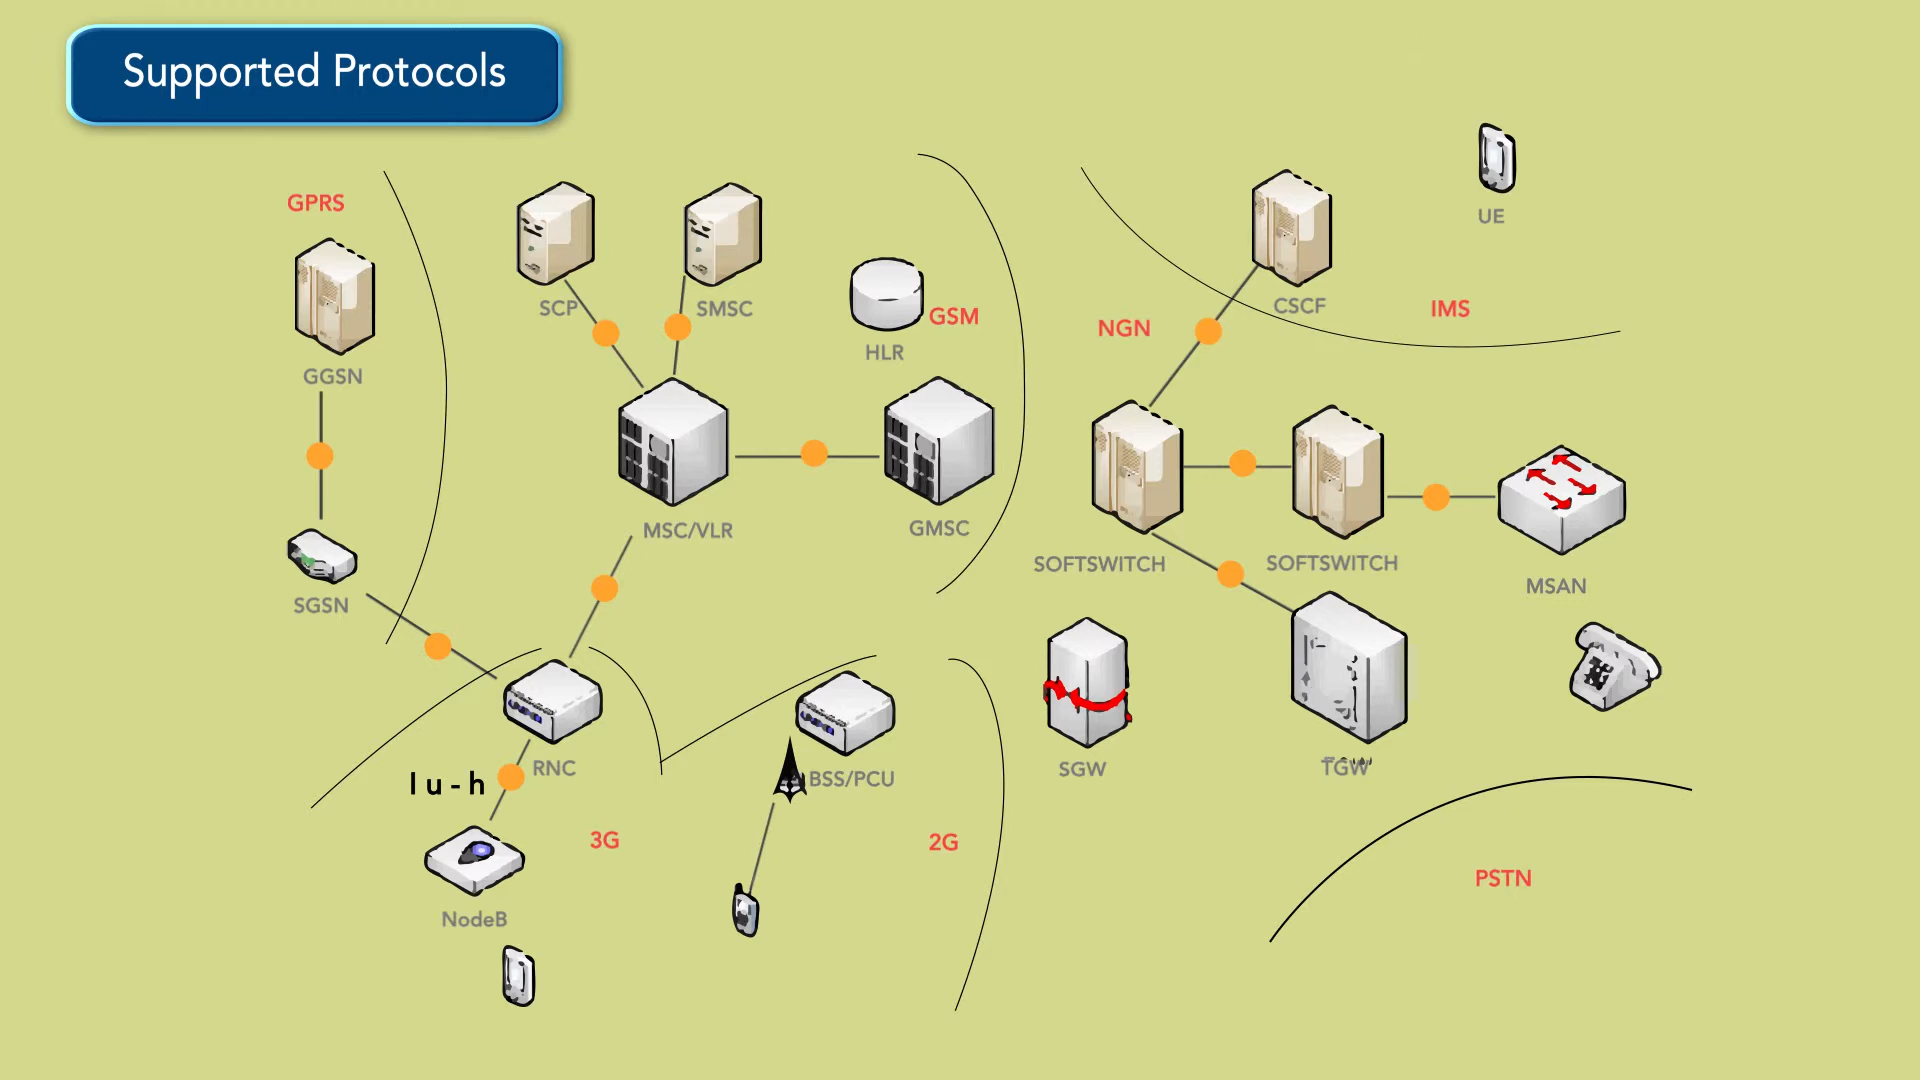 Supported Protocols
GPRS
GGSN
SGSN
SCP
SMSC
HLR
GSM
MSC/VLR
GMSC
NGN
CSCF
UE
IMS
SOFTSWITCH
SOFTSWITCH
MSAN
SGW
TGW
PSTN
RNC
Iu-h
NodeB
3G
BSS/PCU
2G